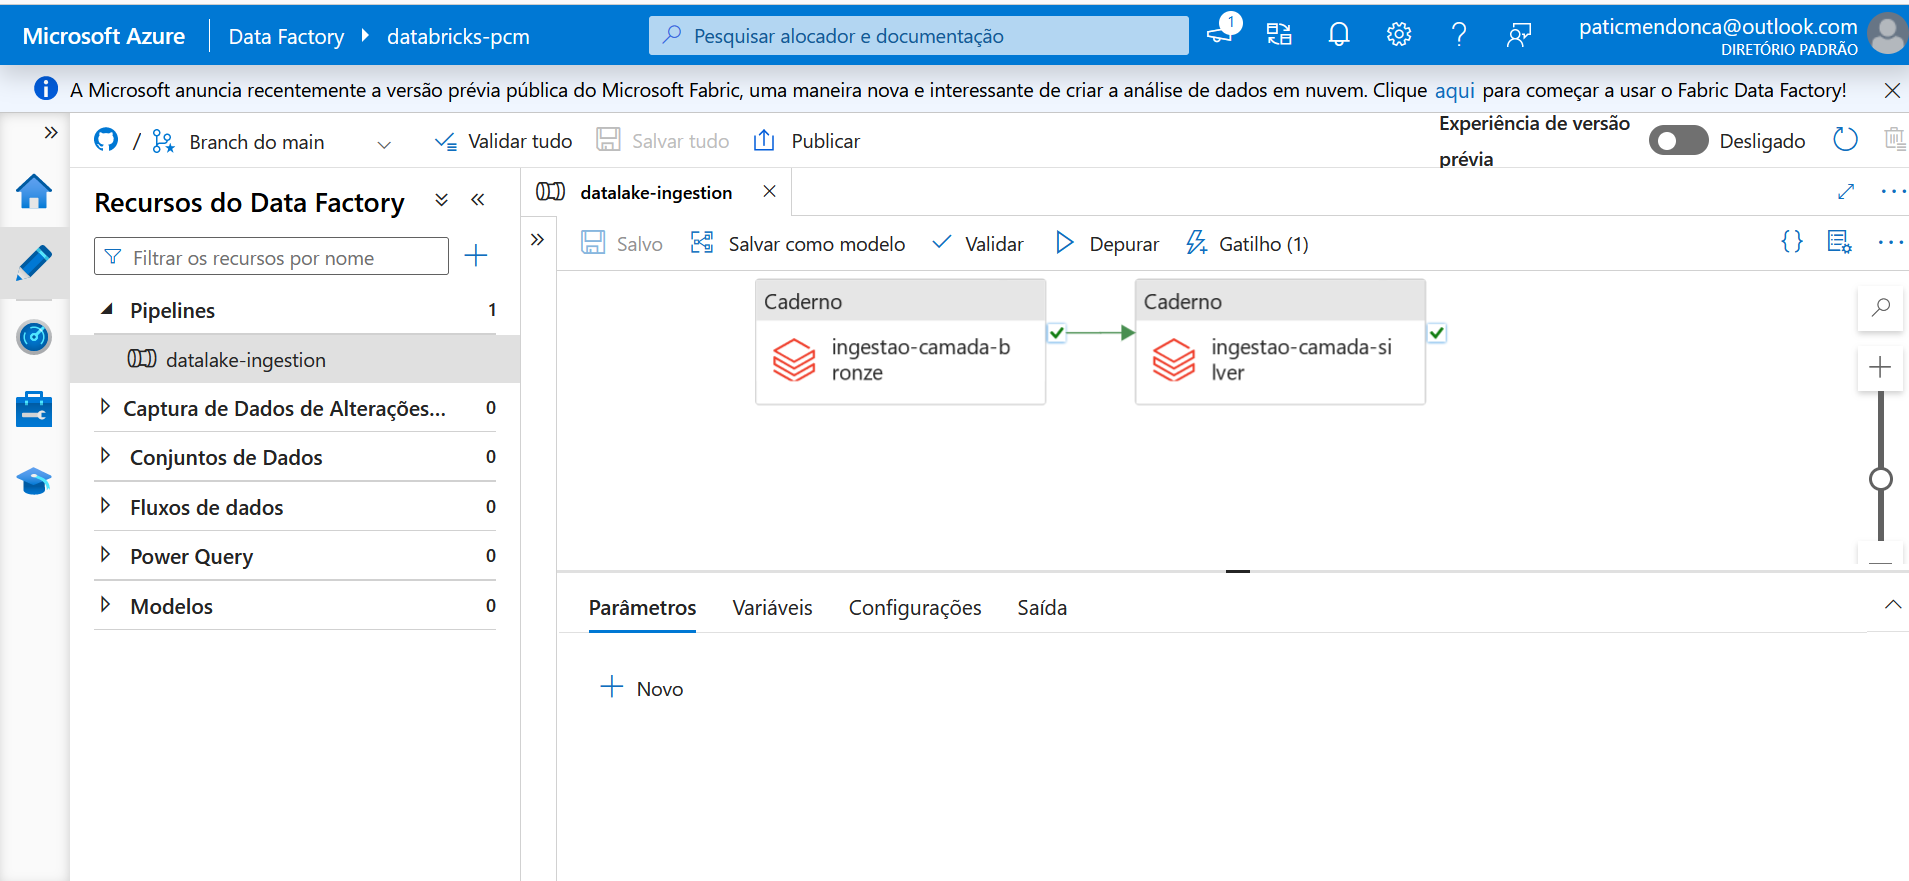 Microsoft Azure
Data Factory
databricks-pcm
Pesquisar alocador e documentação
1
paticmendonca@outlook.com
DIRETÓRIO PADRÃO
A Microsoft anuncia recentemente a versão prévia pública do Microsoft Fabric, uma maneira nova e interessante de criar a análise de dados em nuvem. Clique aqui para começar a usar o Fabric Data Factory!
/
Branch do main
Validar tudo
Salvar tudo
Publicar
Experiência de versão
prévia
Desligado
Recursos do Data Factory
Filtrar os recursos por nome
Pipelines 1
datalake-ingestion
Captura de Dados de Alterações... 0
Conjuntos de Dados 0
Fluxos de dados 0
Power Query 0
Modelos 0
datalake-ingestion
Salvo
Salvar como modelo
Validar
Depurar
Gatilho (1)
Caderno
ingestao-camada-b
ronze
Caderno
ingestao-camada-si
lver
Parâmetros
Variáveis
Configurações
Saída
Novo